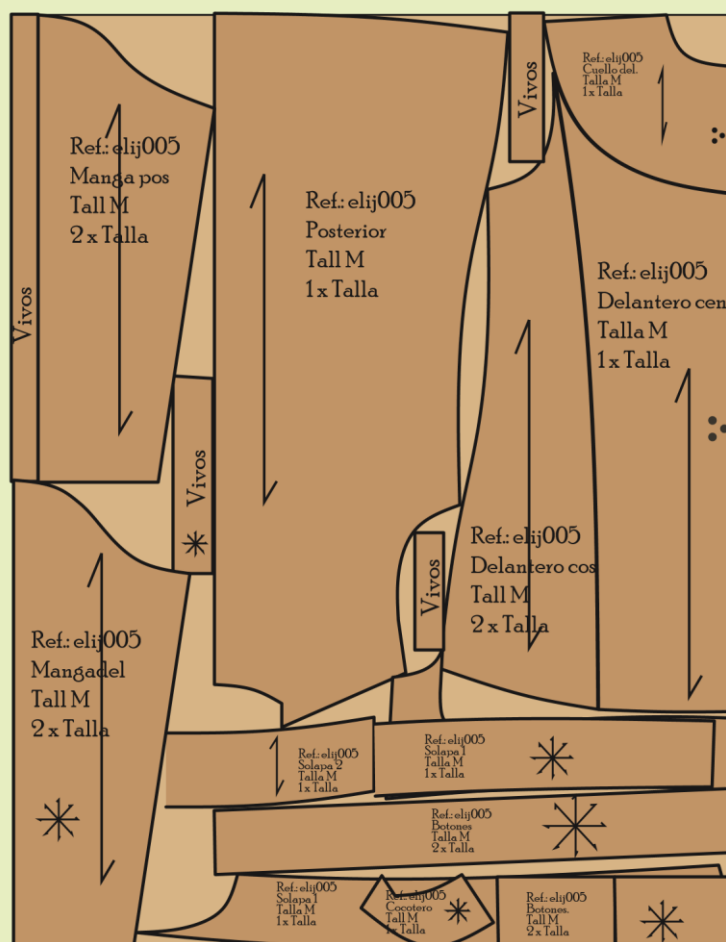 Vivos
Ref.: elij005
Manga pos
Tall M
2 x Talla
Vivos
Ref.: elij005
Mangadel
Tall M
2 x Talla
Ref.: elij005
Posterior
Tall M
1 x Talla
Vivos
Ref.: elij005
Cuello del.
Talla M
1 x Talla
Ref.: elij005
Delantero cen
Talla M
1 x Talla
Vivos
Ref.: elij005
Delantero cos
Tall M
2 x Talla
Ref.: elij005
Solapa 2
Talla M
1 x Talla
Ref.: elij005
Solapa 1
Talla M
1 x Talla
Ref.: elij005
Botones
Talla M
2 x Talla
Ref.: elij005
Solapa 1
Talla M
1 x Talla
Ref.: elij005
Cocotero
Tall M
1 x Talla
Ref.: elij005
Botones.
Tall M
2 x Talla